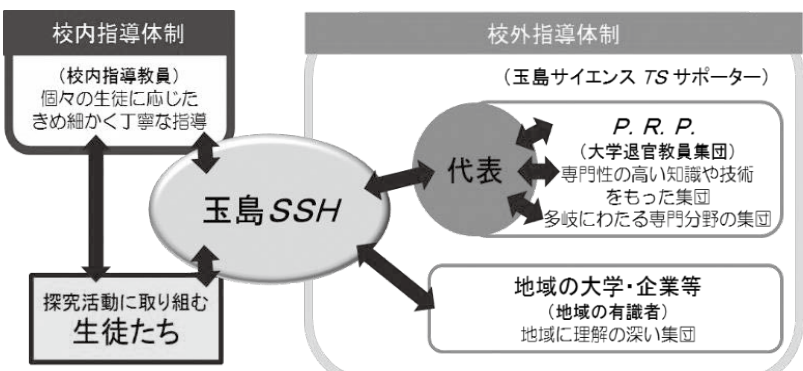 校内指導体制
（校内指導教員）
個々の生徒に応じた
きめ細かく丁寧な指導
玉島SSH
探究活動に取り組む
生徒たち
校外指導体制
（玉島サイエンス TS サポーター）
代表
P. R. P.
（大学退官教員集団）
専門性の高い知識や技術
をもった集団
多岐にわたる専門分野の集団
地域の大学・企業等
（地域の有識者）
地域に理解の深い集団